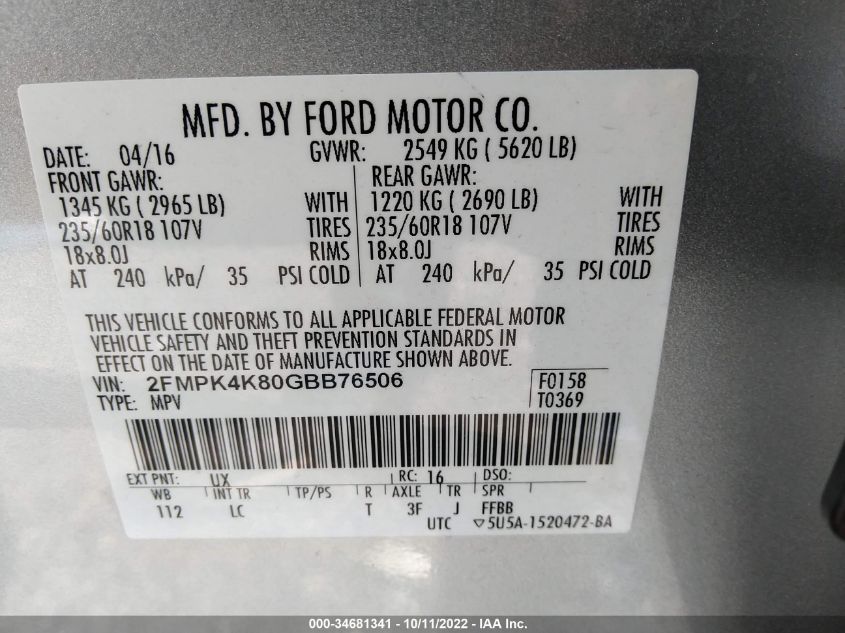 MFD. BY FORD MOTOR CO.
DATE: 04/16 GVWR: 2549 KG ( 5620 LB)
FRONT GAWR: REAR GAWR:
1345 KG ( 2965 LB) WITH 1220 KG ( 2690 LB) WITH
235/60R18 107V TIRES 235/60R18 107V TIRES
18x8.0J RIMS 18x8.0J RIMS
AT 240 kPa/ 35 PSI COLD AT 240 kPa/ 35 PSI COLD
THIS VEHICLE CONFORMS TO ALL APPLICABLE FEDERAL MOTOR
VEHICLE SAFETY AND THEFT PREVENTION STANDARDS IN
EFFECT ON THE DATE OF MANUFACTURE SHOWN ABOVE.
VIN: 2FMPK4K80GBB76506 F0158
TYPE: MPV T0369
EXT PNT: UX RC: 16 DSO:
WB INT TR TP/PS R AXLE TR SPR
112 LC T 3F J FFBB
UTC ▽5U5A-1520472-BA
000-34681341 - 10/11/2022 - IAA Inc.